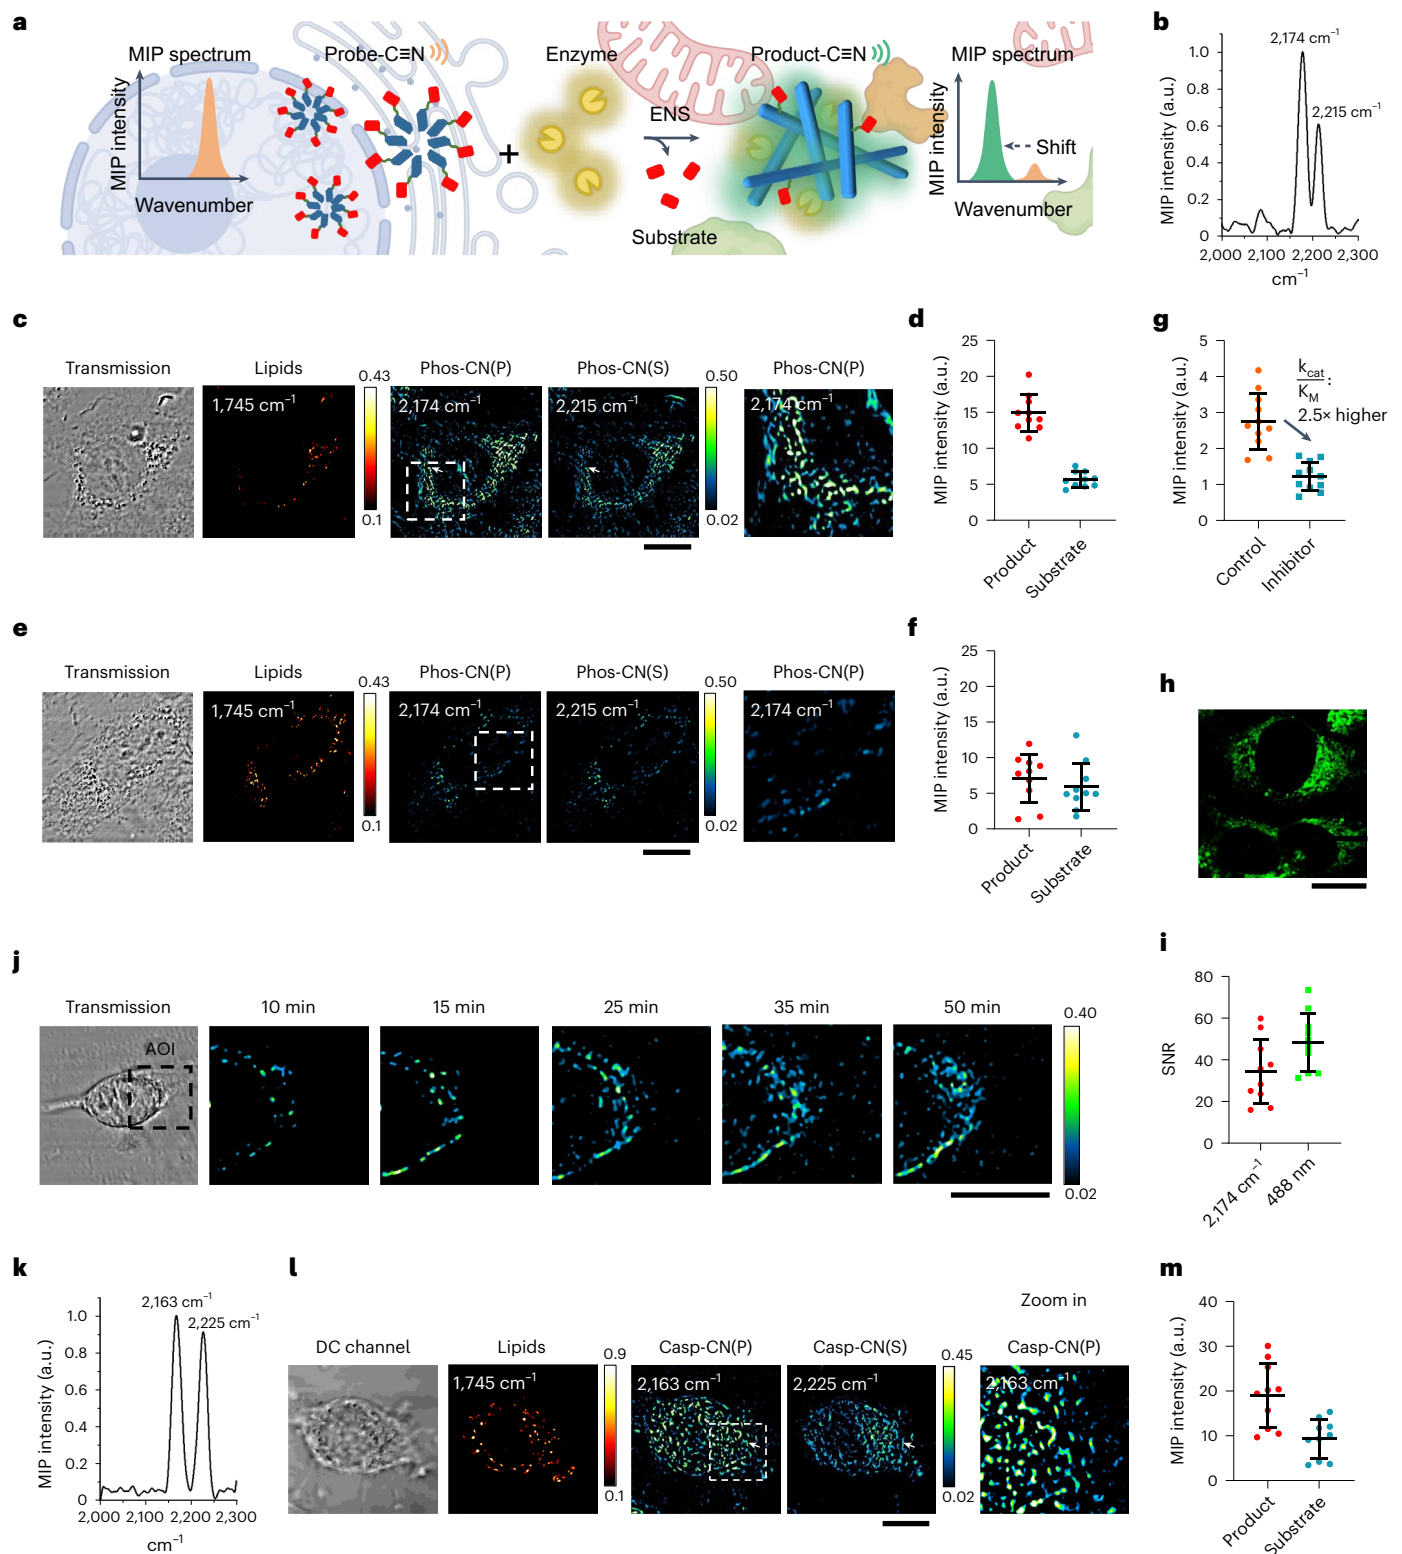 a
MIP spectrum
Probe-C≡N
Enzyme
Product-C≡N
MIP spectrum
MIP intensity
Wavenumber
+
ENS
Substrate
MIP intensity
Shift
Wavenumber
b
2,174 cm⁻¹
2,215 cm⁻¹
MIP intensity (a.u.)
1.0
0.8
0.6
0.4
0.2
0
2,000 2,100 2,200 2,300
cm⁻¹
c
Transmission
Lipids
Phos-CN(P)
Phos-CN(S)
Phos-CN(P)
1,745 cm⁻¹
0.43
0.1
2,174 cm⁻¹
2,215 cm⁻¹
0.50
0.02
2,174 cm⁻¹
d
MIP intensity (a.u.)
25
20
15
10
5
0
Product
Substrate
g
MIP intensity (a.u.)
5
4
3
2
1
0
kcat
KM
:
2.5× higher
Control
Inhibitor
e
Transmission
Lipids
Phos-CN(P)
Phos-CN(S)
Phos-CN(P)
1,745 cm⁻¹
0.43
0.1
2,174 cm⁻¹
2,215 cm⁻¹
0.50
0.02
2,174 cm⁻¹
f
MIP intensity (a.u.)
25
20
15
10
5
0
Product
Substrate
h
j
Transmission
10 min
15 min
25 min
35 min
50 min
AOI
0.40
0.02
i
SNR
80
60
40
20
0
2,174 cm⁻¹
488 nm
k
2,163 cm⁻¹
2,225 cm⁻¹
MIP intensity (a.u.)
1.0
0.8
0.6
0.4
0.2
0
2,000 2,100 2,200 2,300
cm⁻¹
l
Zoom in
DC channel
Lipids
Casp-CN(P)
Casp-CN(S)
Casp-CN(P)
1,745 cm⁻¹
0.9
0.1
2,163 cm⁻¹
2,225 cm⁻¹
0.45
0.02
2,163 cm⁻¹
m
MIP intensity (a.u.)
40
30
20
10
0
Product
Substrate